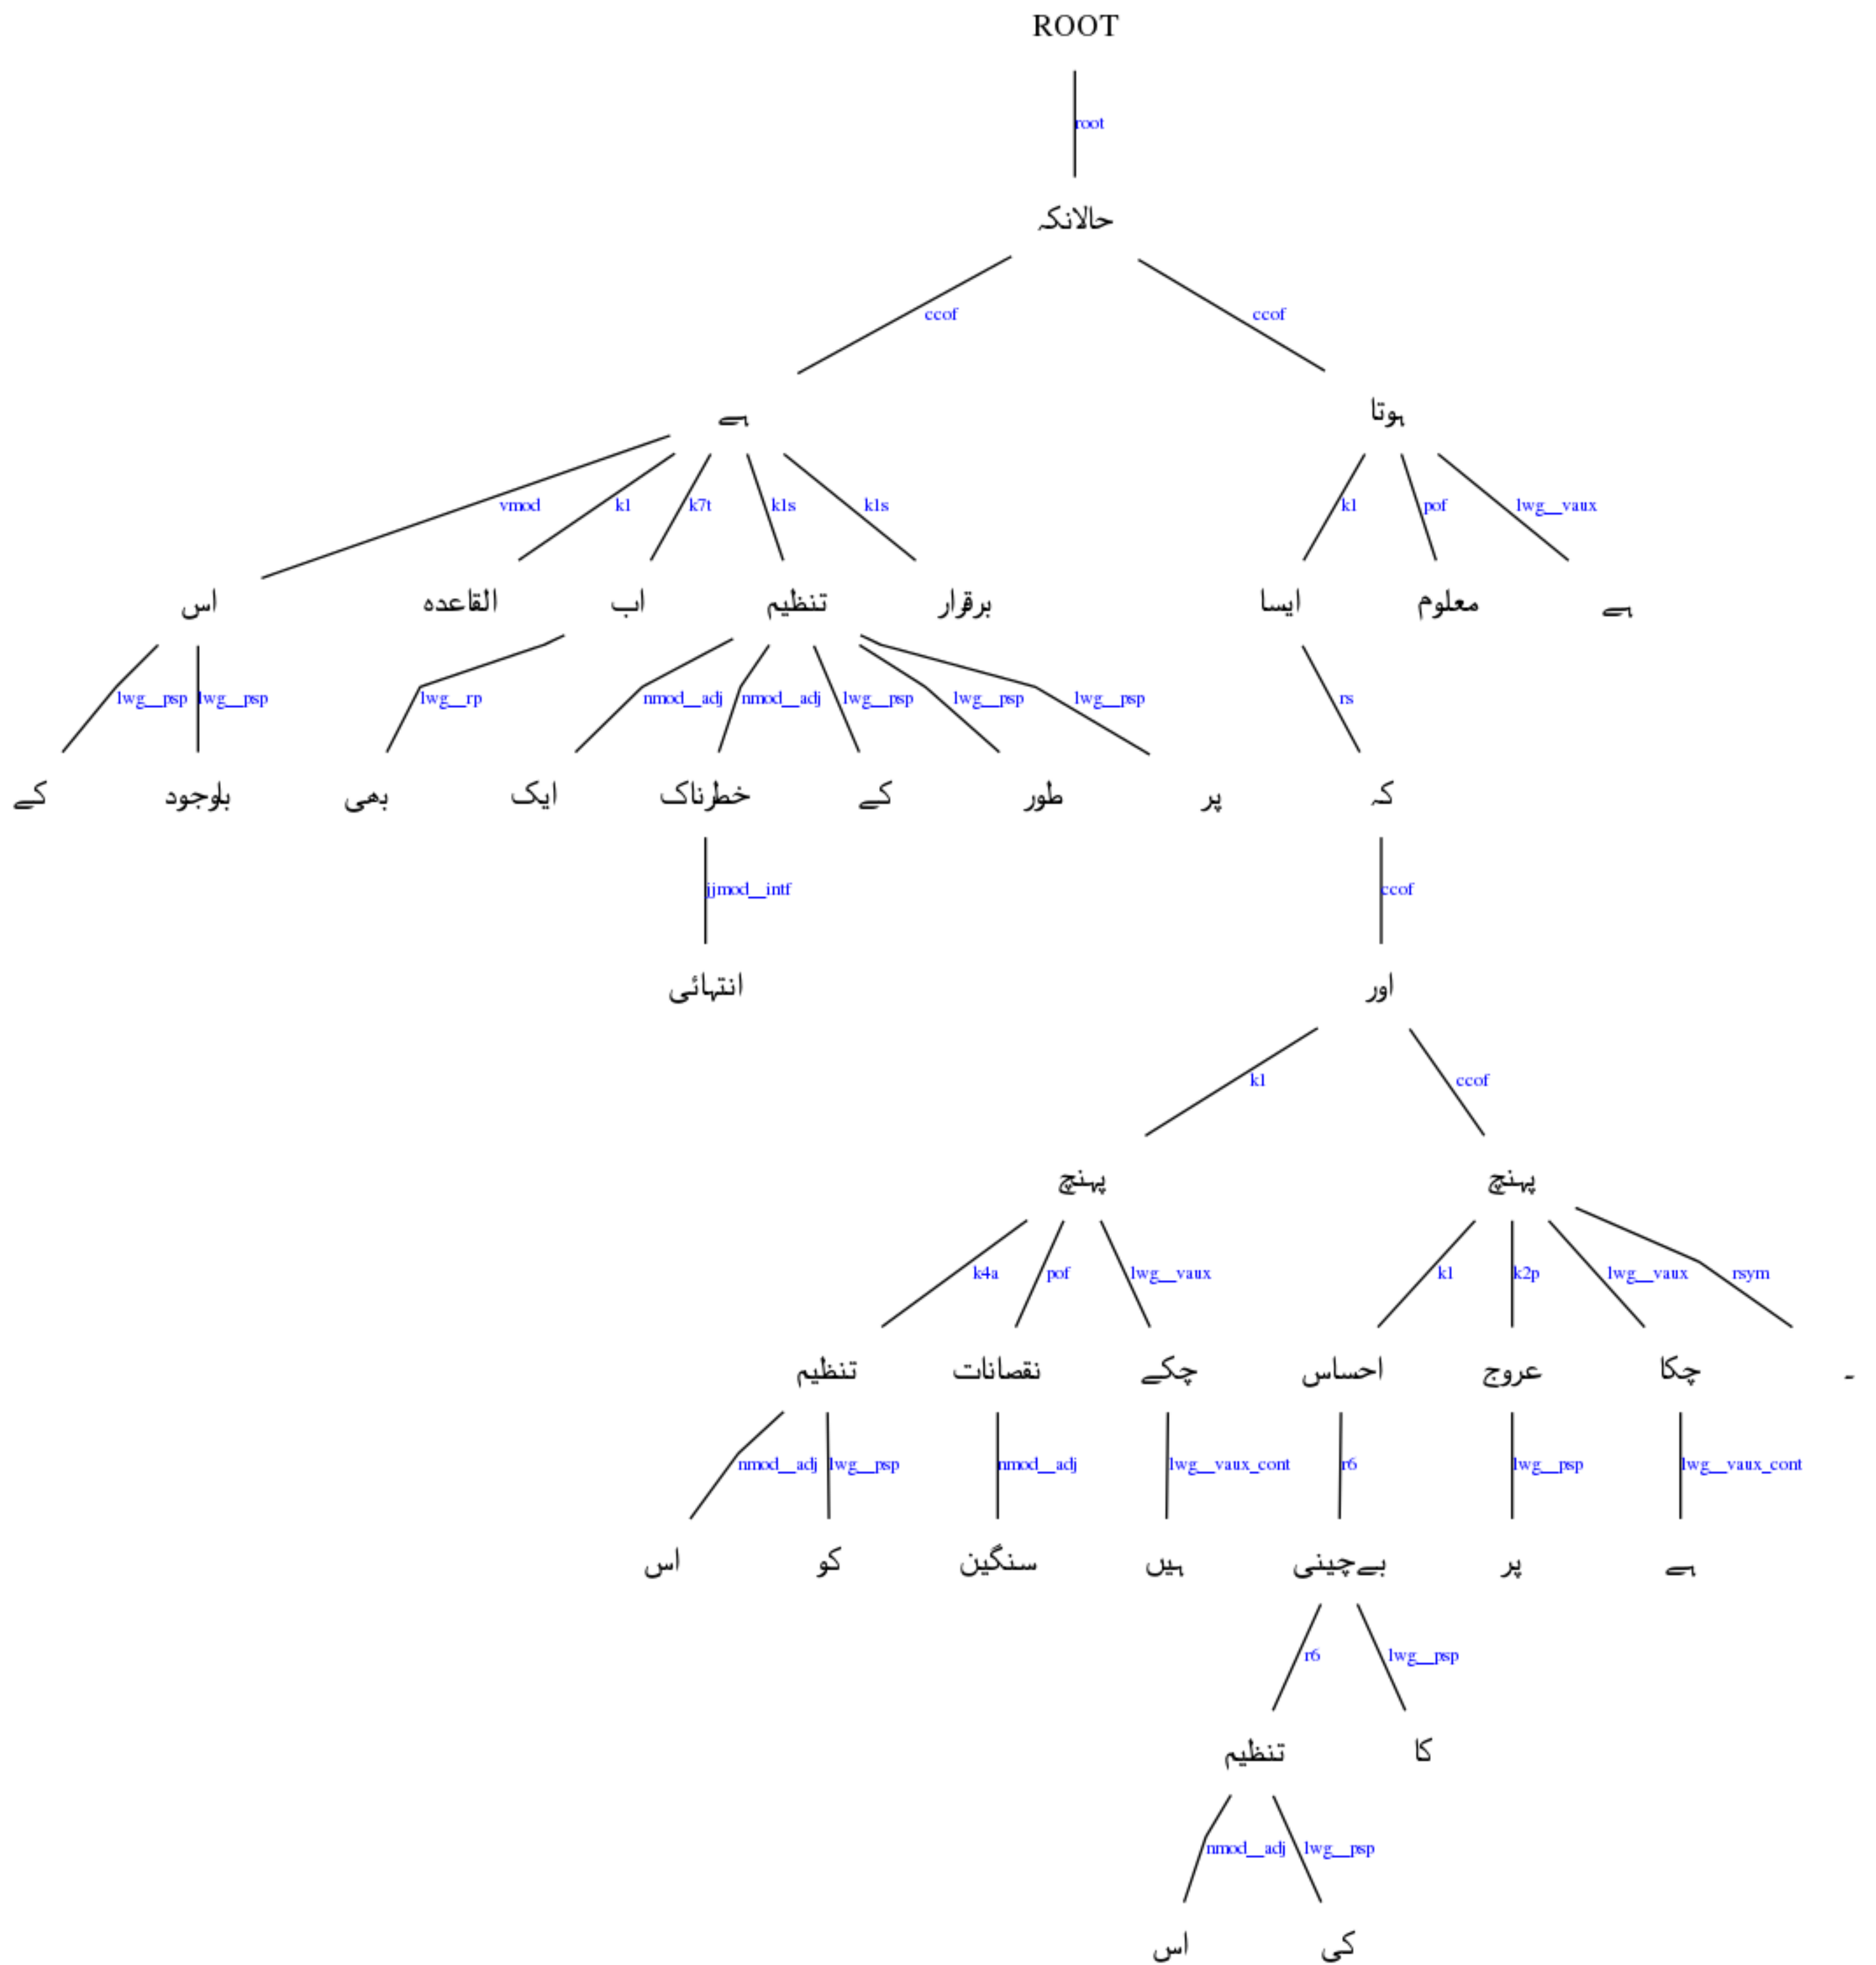 ROOT
root
حالانکہ
ccof ccof
ہے ہوتا
vmod k1 k7t k1s k1s k1 pof lwg__vaux
اس القاعدہ اب تنظیم برقرار ایسا معلوم ہے
lwg__psp lwg__psp lwg__rp nmod__adj nmod__adj lwg__psp lwg__psp lwg__psp rs
کے باوجود بھی ایک خطرناک کے طور پر کہ
jjmod__intf ccof
انتہائی اور
k1 ccof
پہنچ پہنچ
k4a pof lwg__vaux k1 k2p lwg__vaux rsym
تنظیم نقصانات چکے احساس عروج چکا ۔
nmod__adj lwg__psp nmod__adj lwg__vaux_cont r6 lwg__psp lwg__vaux_cont
اس کو سنگین ہیں بےچینی پر ہے
r6 lwg__psp
تنظیم کا
nmod__adj lwg__psp
اس کی